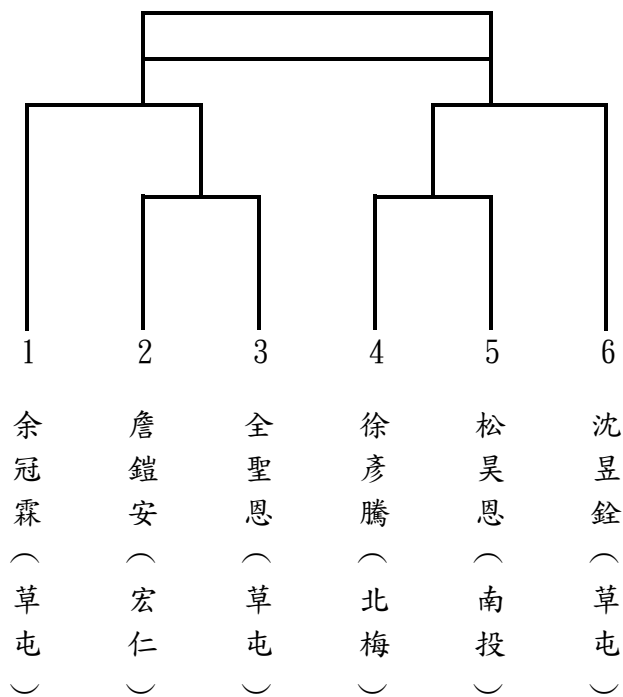 1 2 3 4 5 6
余冠霖（草屯）
詹鎧安（宏仁）
全聖恩（草屯）
徐彥騰（北梅）
松昊恩（南投）
沈昱銓（草屯）